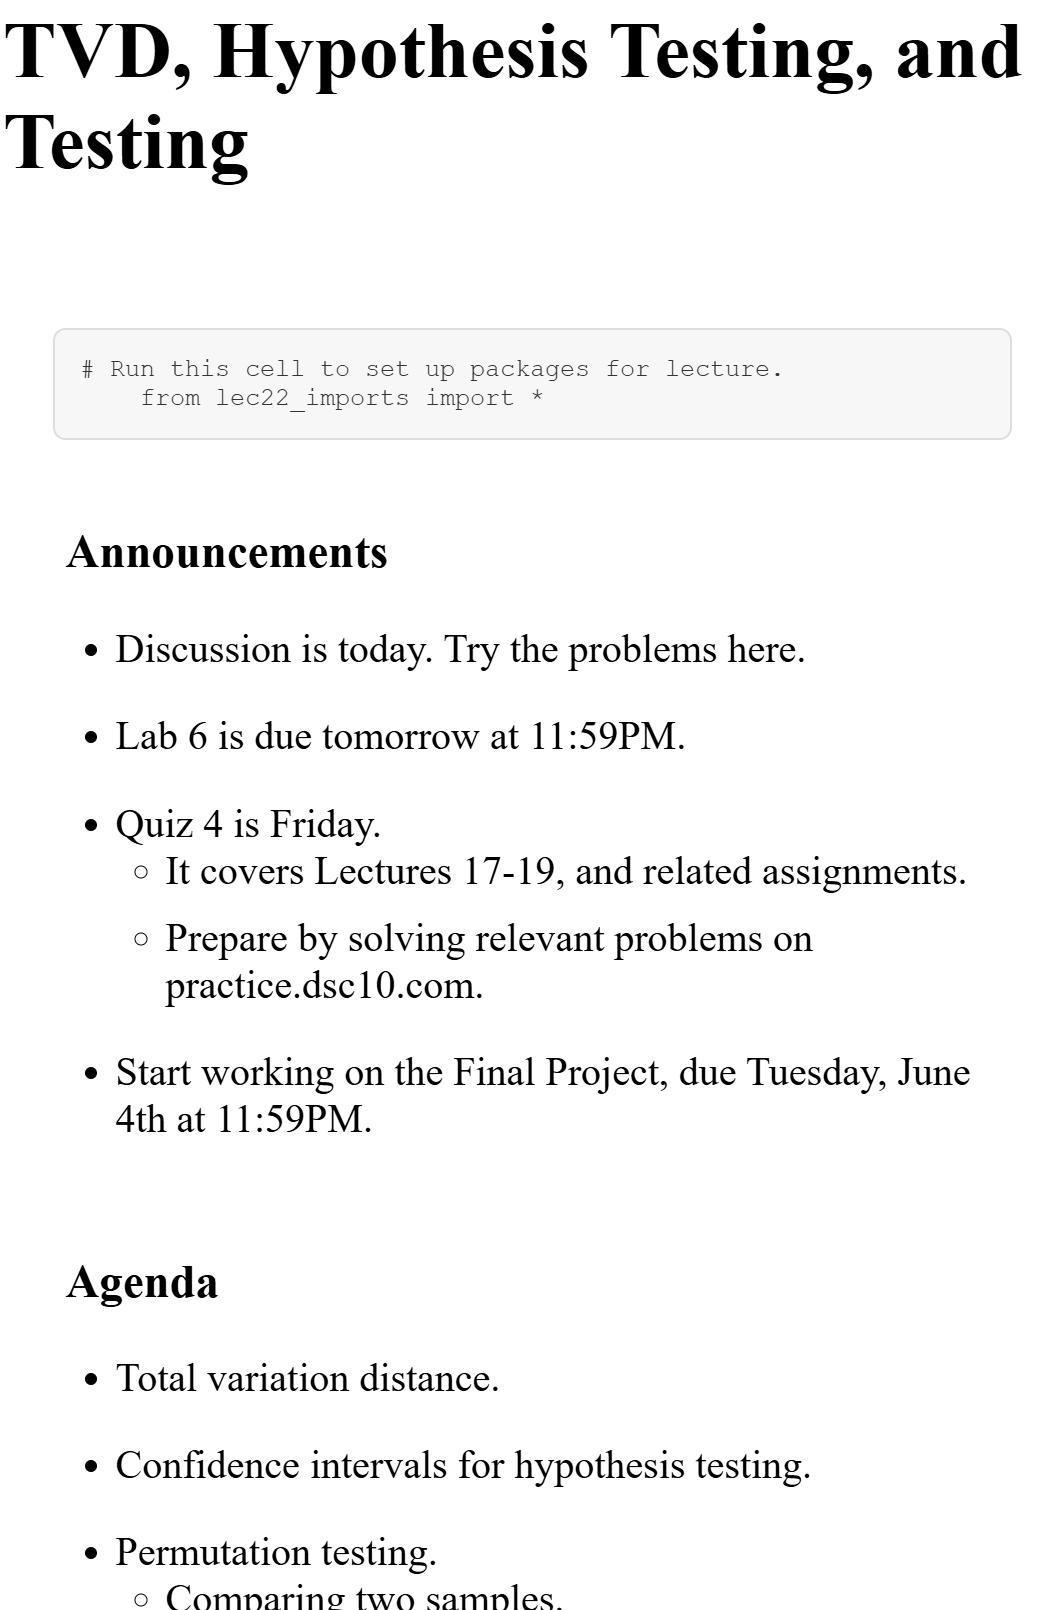 TVD, Hypothesis Testing, and
Testing
# Run this cell to set up packages for lecture.
from lec22_imports import *
Announcements
• Discussion is today. Try the problems here.
• Lab 6 is due tomorrow at 11:59PM.
• Quiz 4 is Friday.
◦ It covers Lectures 17-19, and related assignments.
◦ Prepare by solving relevant problems on
practice.dsc10.com.
• Start working on the Final Project, due Tuesday, June
4th at 11:59PM.
Agenda
• Total variation distance.
• Confidence intervals for hypothesis testing.
• Permutation testing.
◦ Comparing two samples.